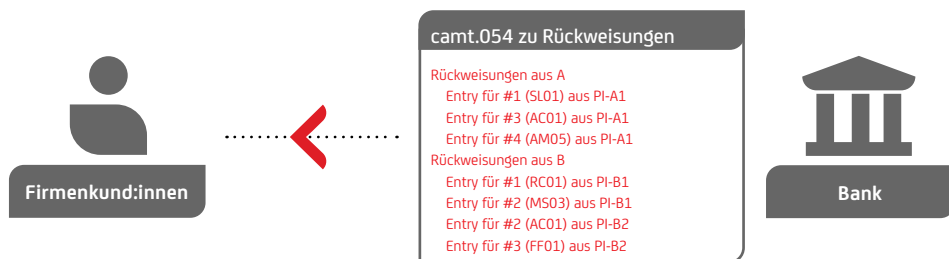 camt.054 zu Rückweisungen
Rückweisungen aus A
Entry für #1 (SL01) aus PI-A1
Entry für #3 (AC01) aus PI-A1
Entry für #4 (AM05) aus PI-A1
Rückweisungen aus B
Entry für #1 (RC01) aus PI-B1
Entry für #2 (MS03) aus PI-B1
Entry für #2 (AC01) aus PI-B2
Entry für #3 (FF01) aus PI-B2
Firmenkund:innen
Bank